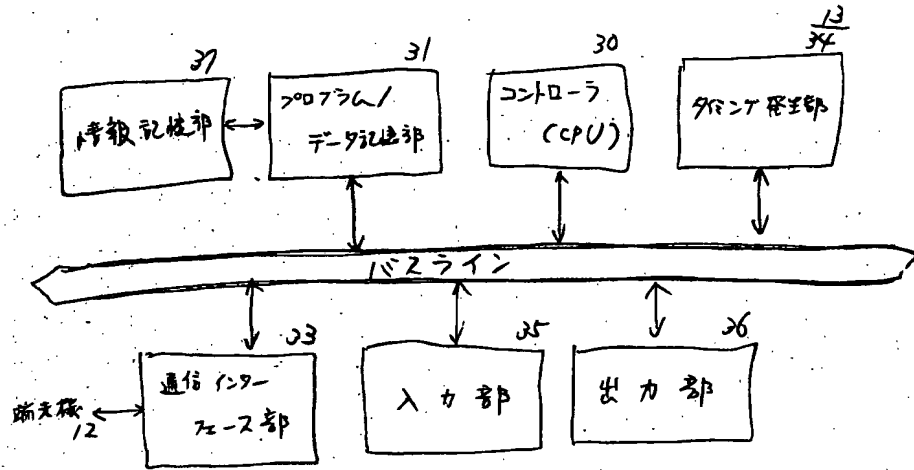 37
31
30
13
34
情報記憶部
プログラム/
データ記憶部
コントローラ
(CPU)
タイミング発生部
バスライン
33
35
36
通信インター
フェース部
入力部
出力部
端末機
12